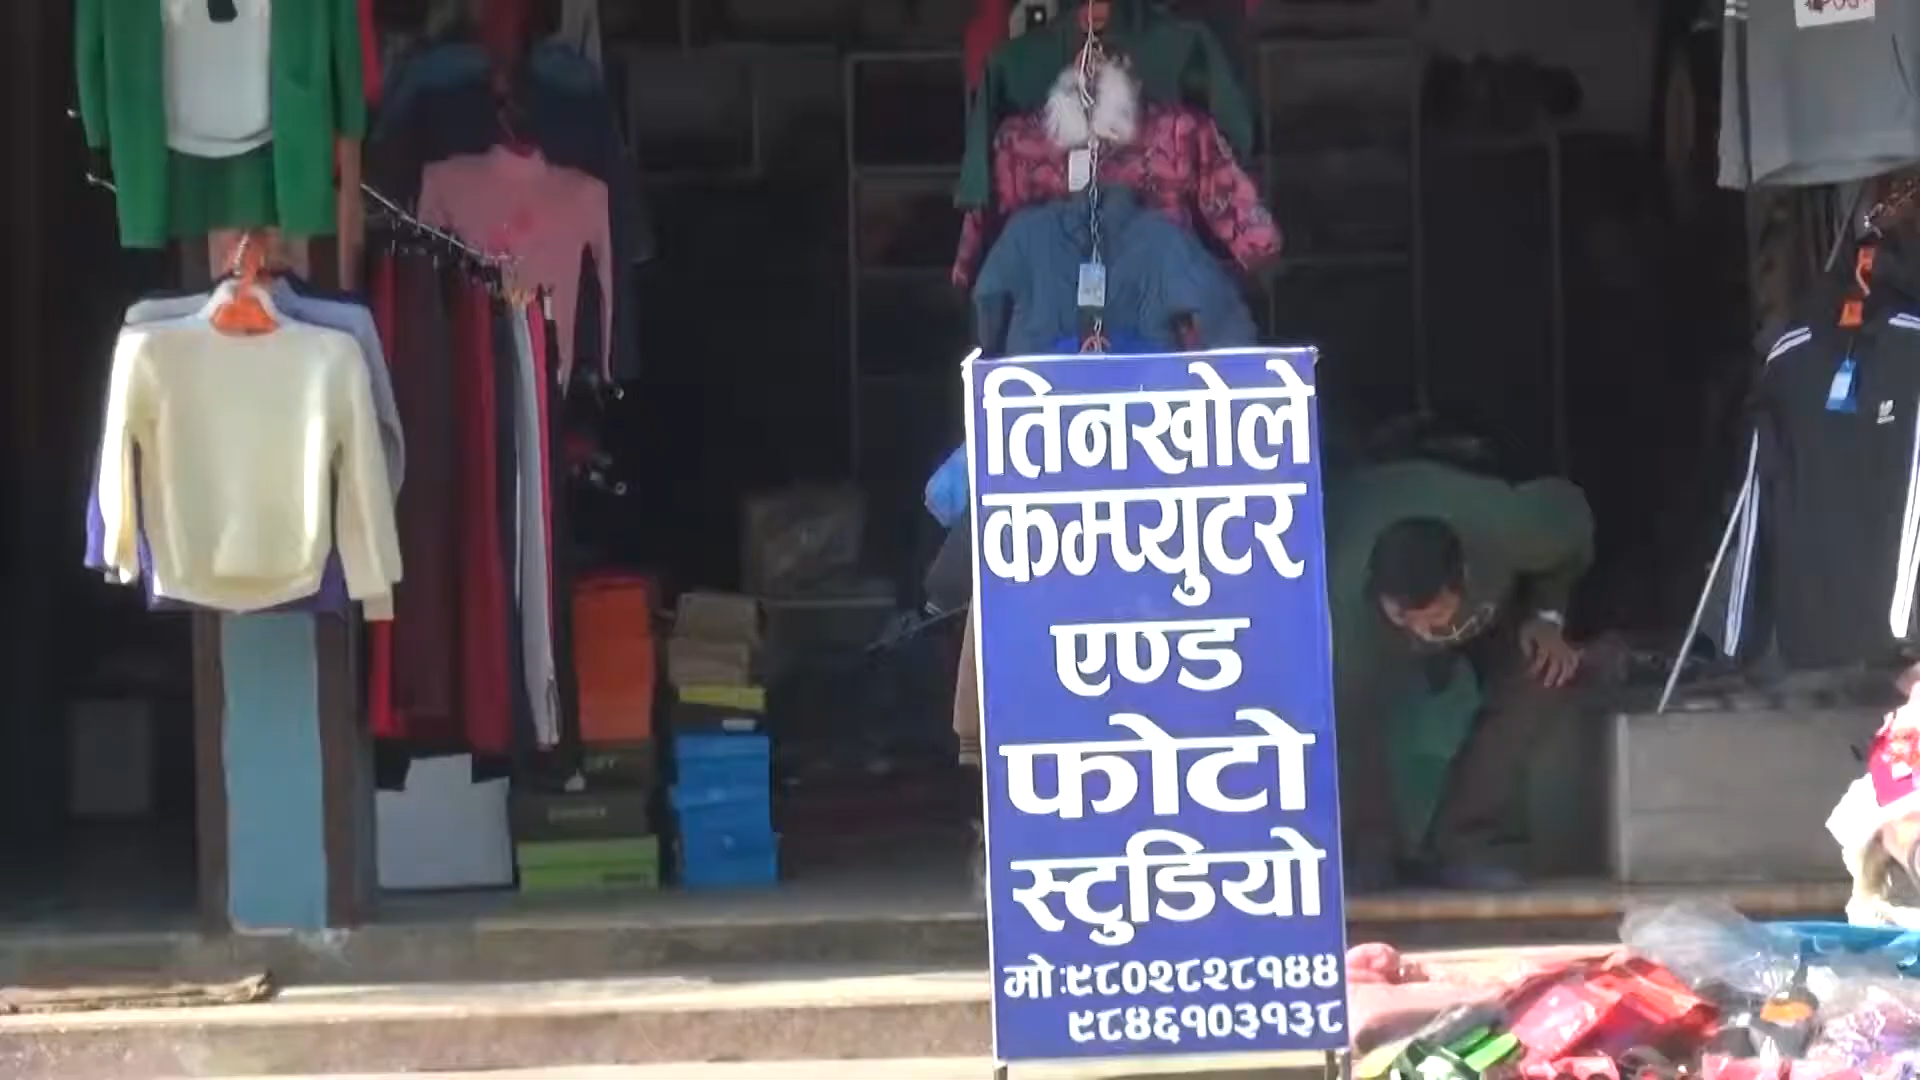 तिनखोले
कम्प्युटर
एण्ड
फोटो
स्टुडियो
मो:९८०२८२८१४४
९८४६१०३१३८